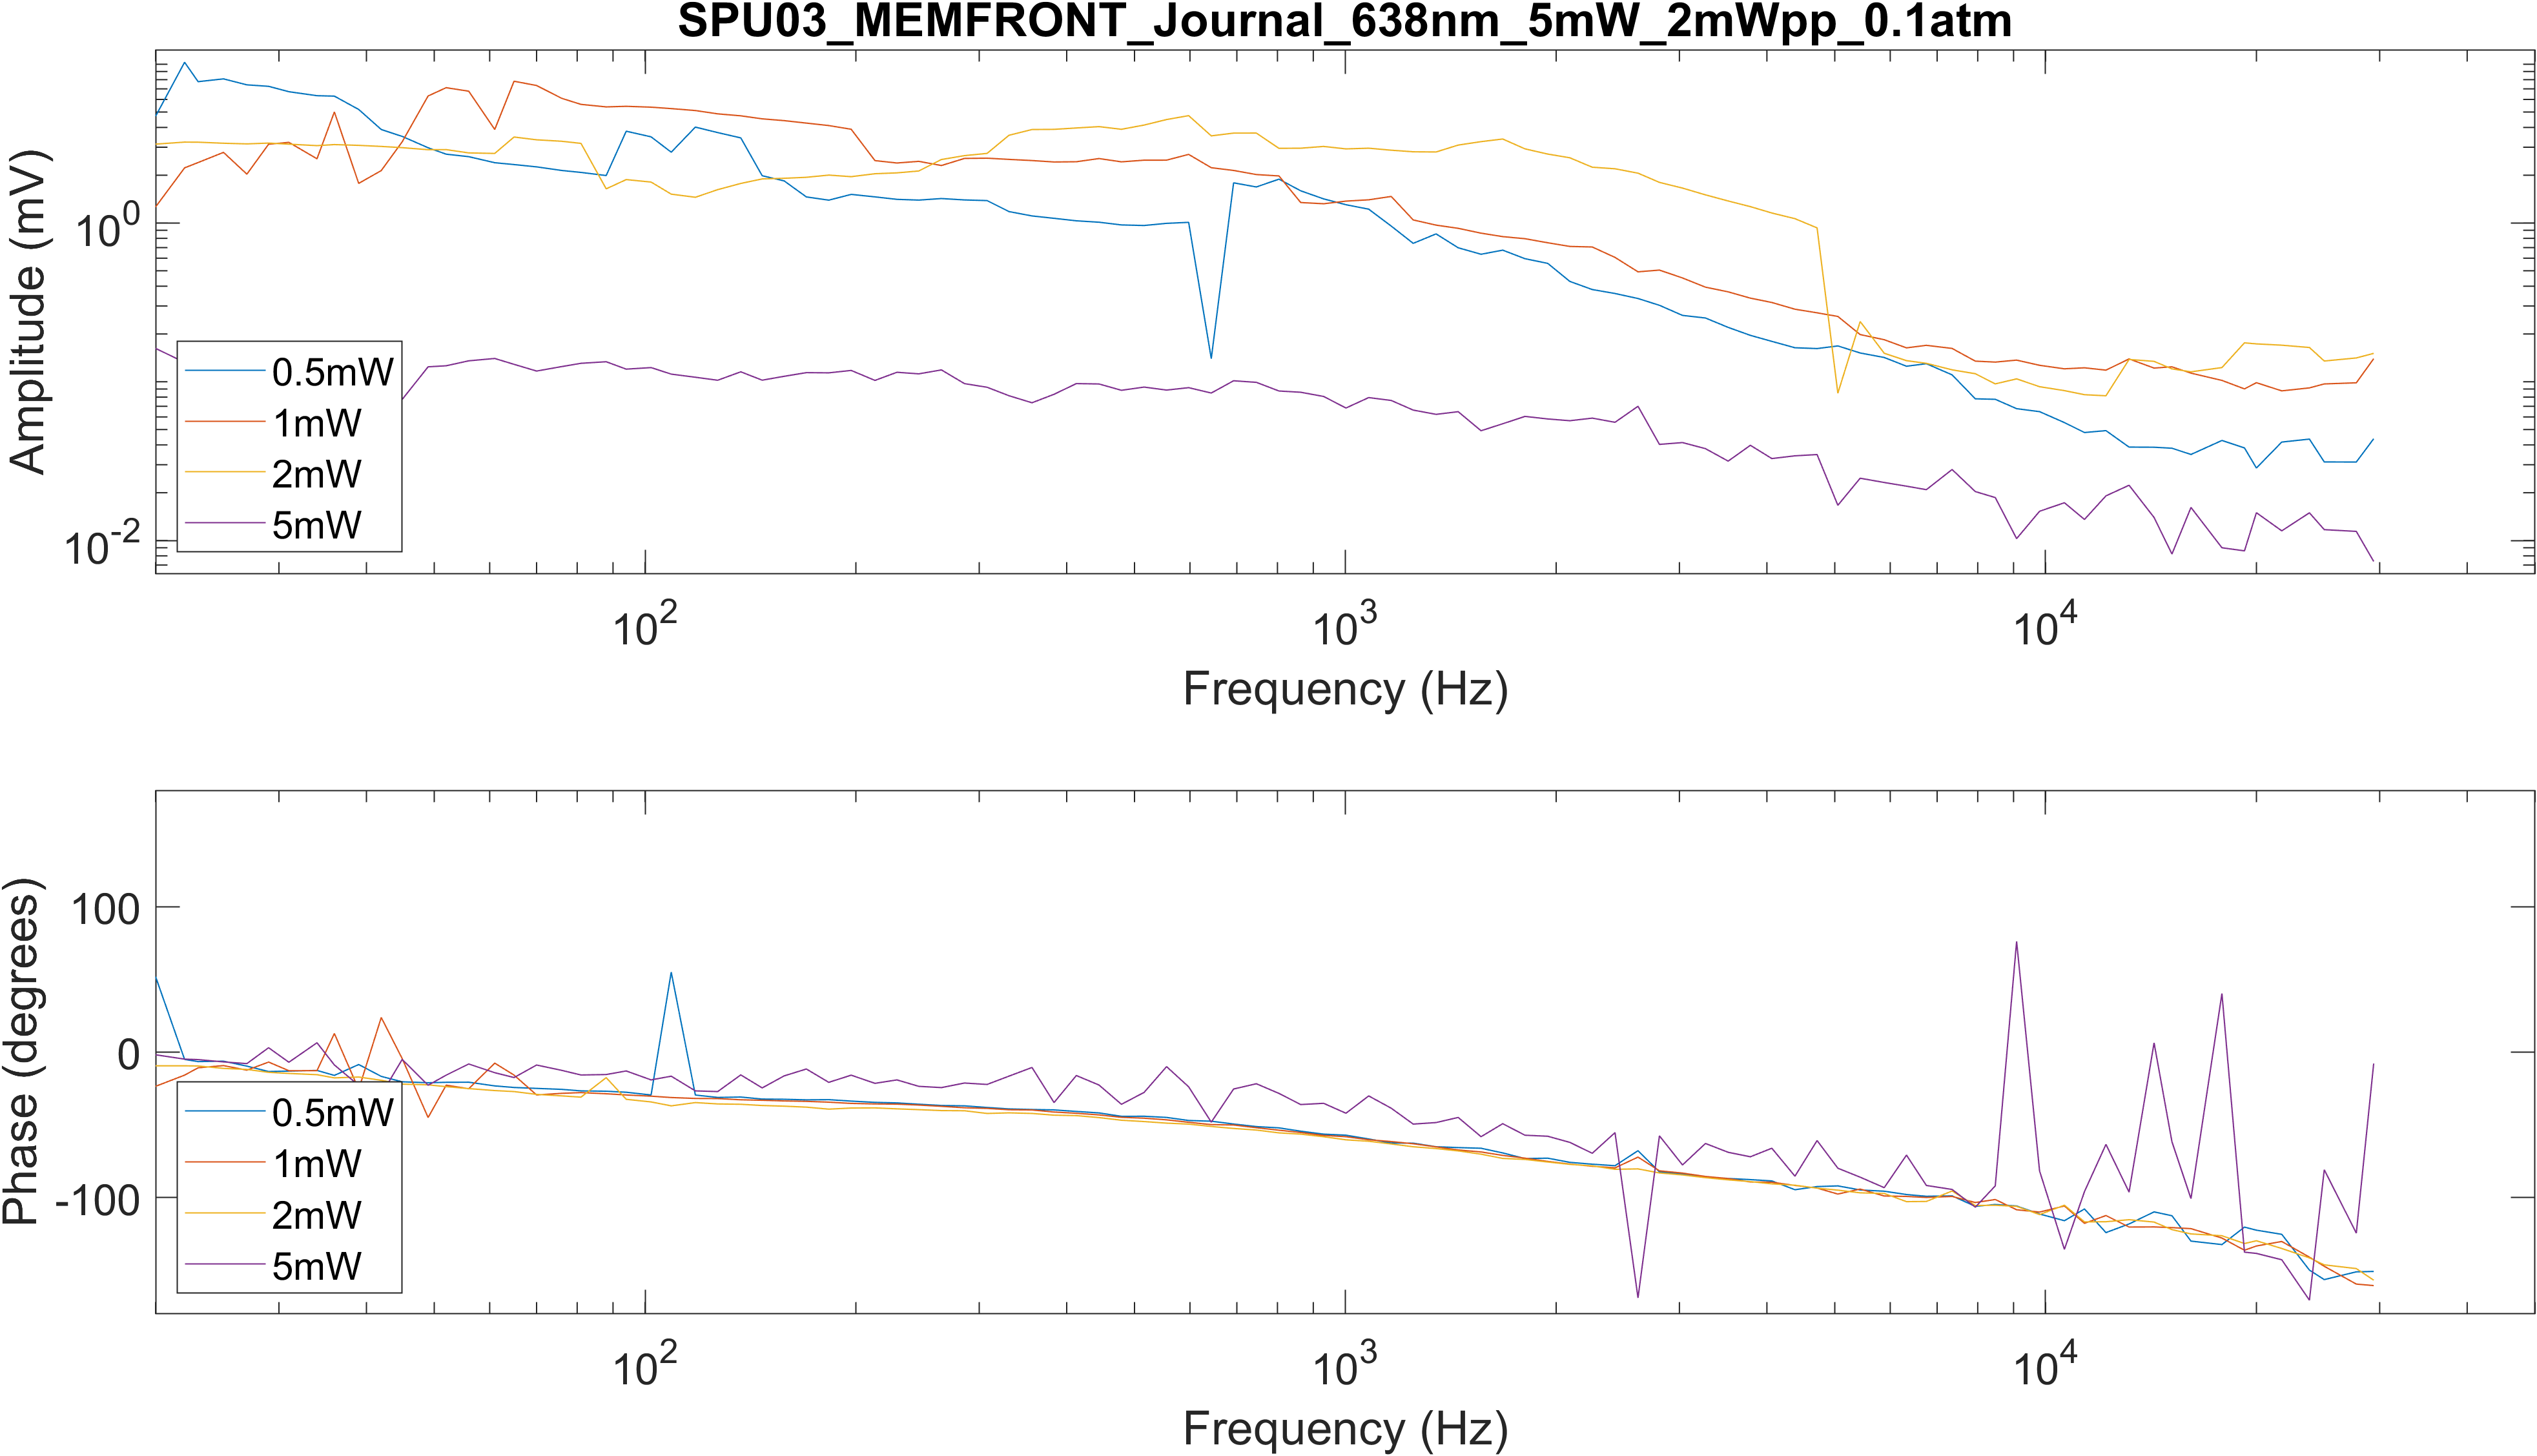 SPU03_MEMFRONT_Journal_638nm_5mW_2mWpp_0.1atm
Amplitude (mV)
10^0
10^-2
0.5mW
1mW
2mW
5mW
10^2
10^3
10^4
Frequency (Hz)
Phase (degrees)
100
0
-100
0.5mW
1mW
2mW
5mW
10^2
10^3
10^4
Frequency (Hz)